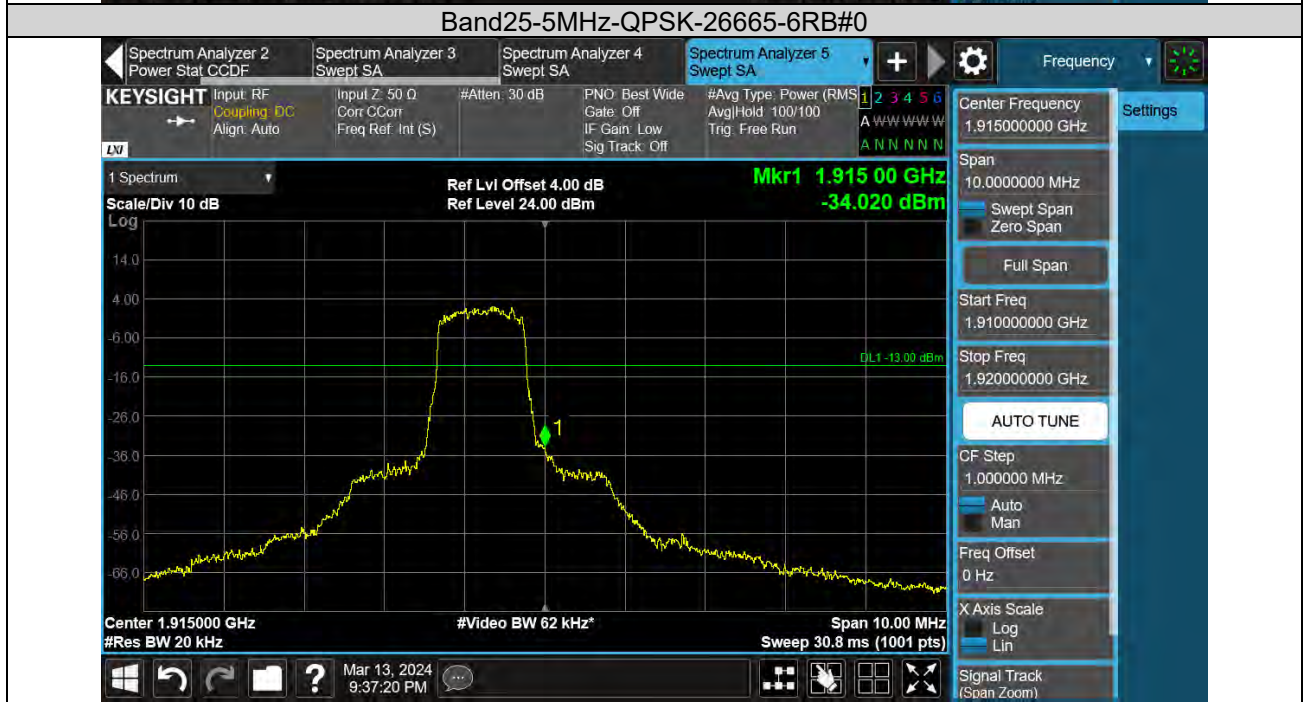 Band25-5MHz-QPSK-26665-6RB#0
Spectrum Analyzer 2
Power Stat CCDF
Spectrum Analyzer 3
Swept SA
Spectrum Analyzer 4
Swept SA
Spectrum Analyzer 5
Swept SA
+
Frequency
KEYSIGHT
LXI
Input: RF
Coupling: DC
Align: Auto
Input Z: 50 Ω
Corr CCorr
Freq Ref: Int (S)
#Atten: 30 dB
PNO: Best Wide
Gate: Off
IF Gain: Low
Sig Track: Off
#Avg Type: Power (RMS
Avg|Hold: 100/100
Trig: Free Run
1 2 3 4 5 6
A W W W W W
A N N N N N
1 Spectrum
Scale/Div 10 dB
Log
Ref Lvl Offset 4.00 dB
Ref Level 24.00 dBm
Mkr1 1.915 00 GHz
-34.020 dBm
14.0
4.00
-6.00
-16.0
-26.0
-36.0
-46.0
-56.0
-66.0
DL1 -13.00 dBm
1
Center 1.915000 GHz
#Res BW 20 kHz
#Video BW 62 kHz*
Span 10.00 MHz
Sweep 30.8 ms (1001 pts)
Mar 13, 2024
9:37:20 PM
?
Center Frequency
1.915000000 GHz
Settings
Span
10.0000000 MHz
Swept Span
Zero Span
Full Span
Start Freq
1.910000000 GHz
Stop Freq
1.920000000 GHz
AUTO TUNE
CF Step
1.000000 MHz
Auto
Man
Freq Offset
0 Hz
X Axis Scale
Log
Lin
Signal Track
(Span Zoom)